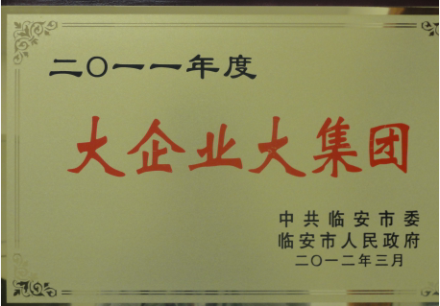 二〇一一年度
大企业大集团
中共临安市委
临安市人民政府
二〇一二年三月